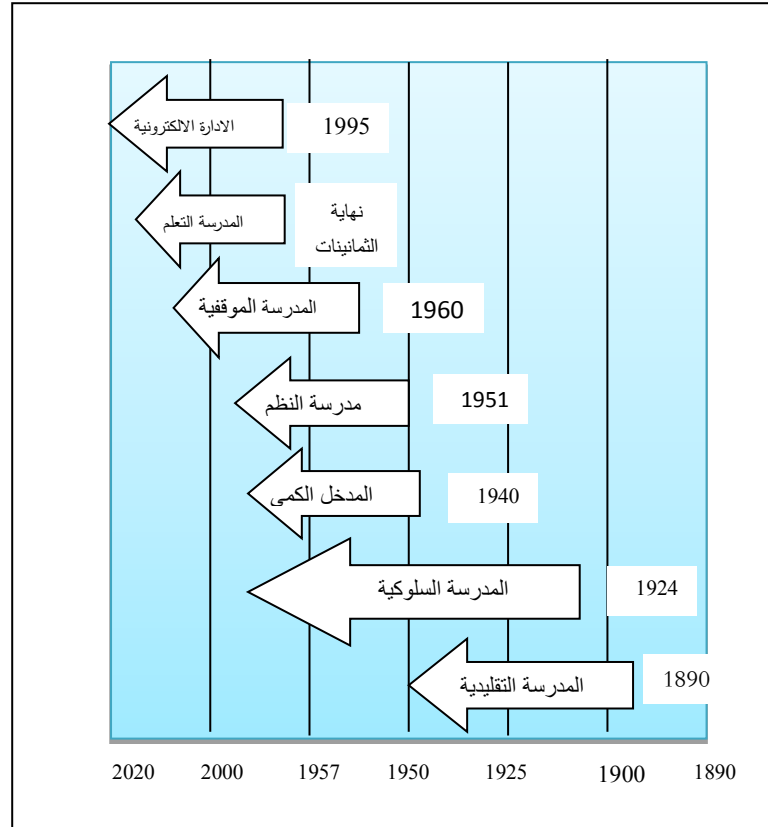 الادارة الالكترونية
1995
المدرسة التعلم
نهاية
الثمانينات
المدرسة الموقفية
1960
مدرسة النظم
1951
المدخل الكمي
1940
المدرسة السلوكية
1924
المدرسة التقليدية
1890
2020 2000 1957 1950 1925 1900 1890